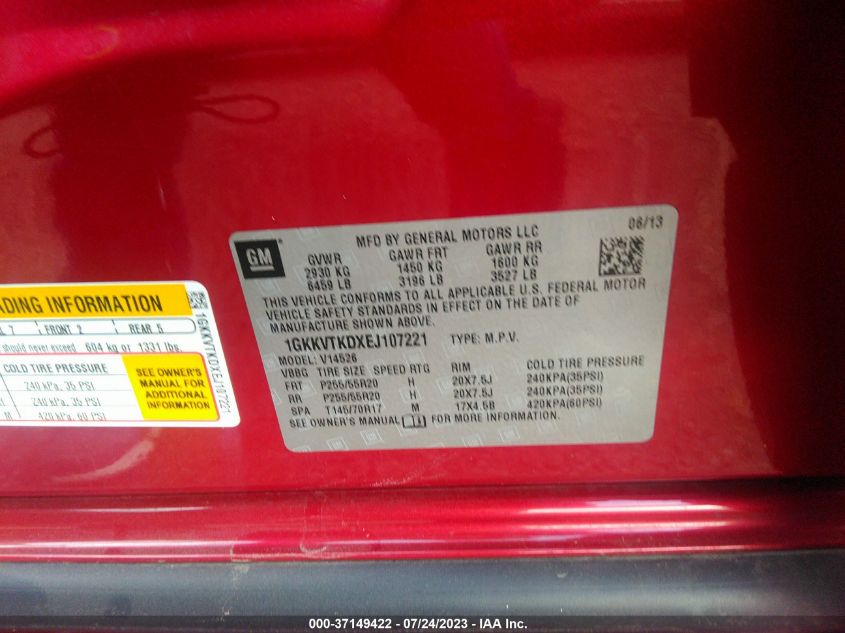 ADING INFORMATION
L 7 FRONT 2 REAR 5
should never exceed 604 kg or 1331 lbs.
COLD TIRE PRESSURE
240 kPa, 35 PSI
240 kPa, 35 PSI
M 420 kPa, 60 PSI
SEE OWNER'S
MANUAL FOR
ADDITIONAL
INFORMATION
1GKKVTKDXEJ107221
GM
MFD BY GENERAL MOTORS LLC
06/13
GVWR GAWR FRT GAWR RR
2930 KG 1450 KG 1600 KG
6459 LB 3196 LB 3527 LB
THIS VEHICLE CONFORMS TO ALL APPLICABLE U.S. FEDERAL MOTOR
VEHICLE SAFETY STANDARDS IN EFFECT ON THE DATE OF
MANUFACTURE SHOWN ABOVE.
1GKKVTKDXEJ107221 TYPE: M.P.V.
MODEL: V14526
VBBG TIRE SIZE SPEED RTG RIM COLD TIRE PRESSURE
FRT P255/55R20 H 20X7.5J 240KPA(35PSI)
RR P255/55R20 H 20X7.5J 240KPA(35PSI)
SPA T145/70R17 M 17X4.5B 420KPA(60PSI)
SEE OWNER'S MANUAL FOR MORE INFORMATION.
000-37149422 - 07/24/2023 - IAA Inc.